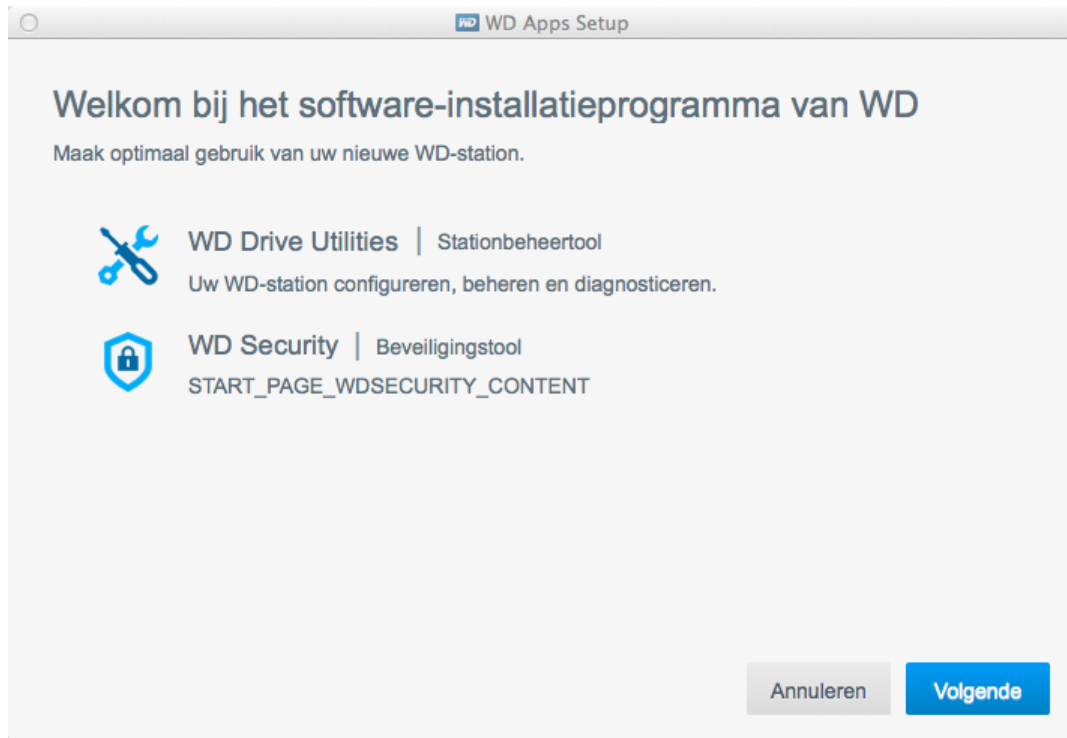 WD WD Apps Setup
Welkom bij het software-installatieprogramma van WD
Maak optimaal gebruik van uw nieuwe WD-station.
WD Drive Utilities | Stationbeheertool
Uw WD-station configureren, beheren en diagnosticeren.
WD Security | Beveiligingstool
START_PAGE_WDSECURITY_CONTENT
Annuleren Volgende